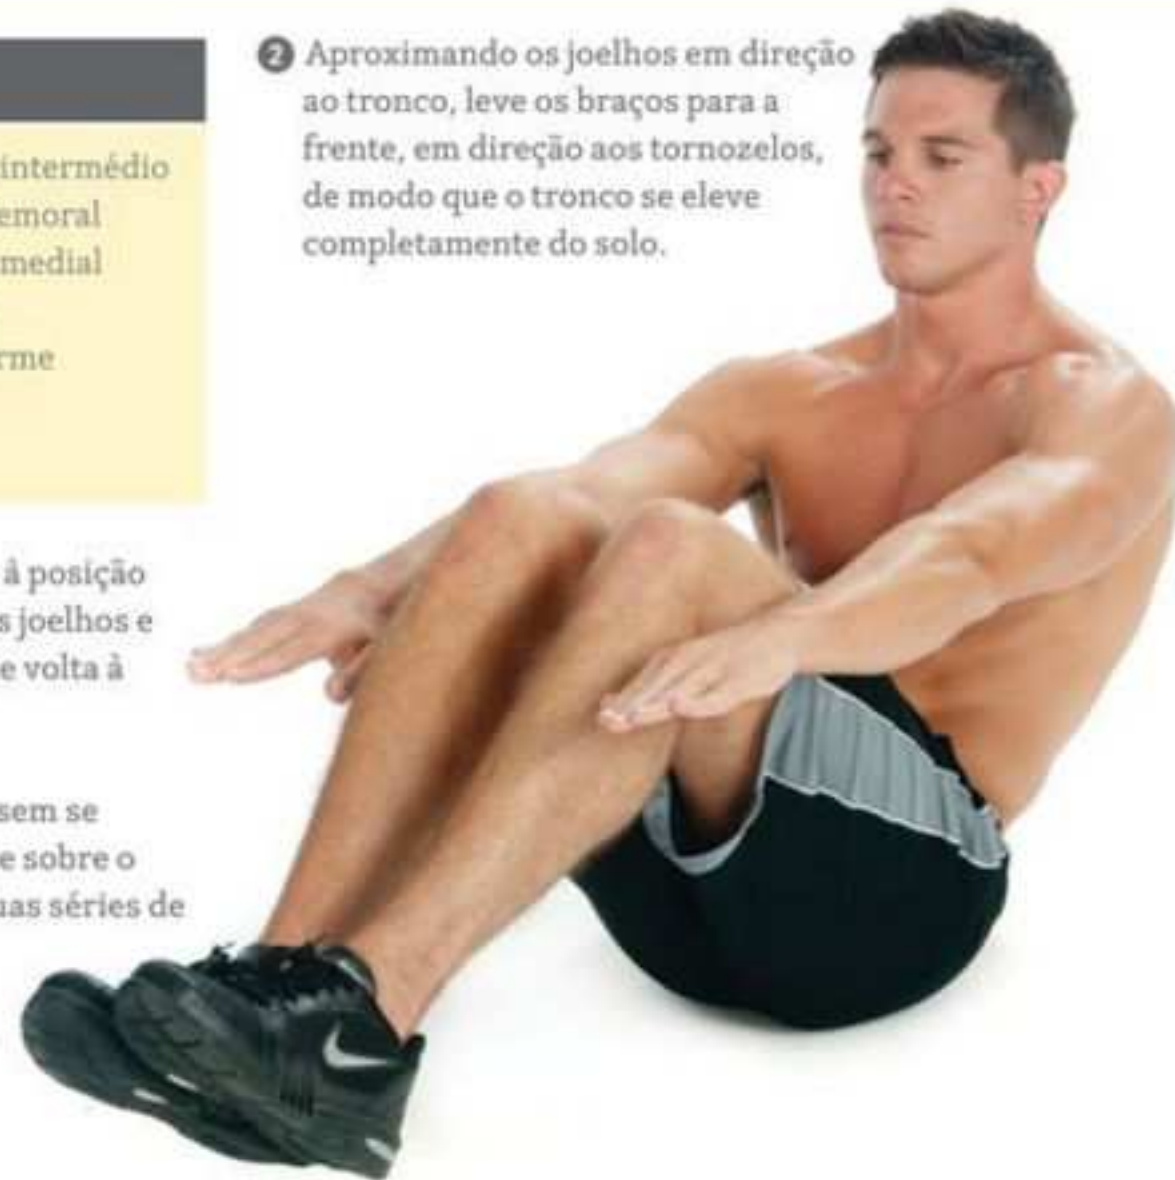 intermédio
emoral
medial
rme
à posição
s joelhos e
e volta à
sem se
e sobre o
uas séries de
2 Aproximando os joelhos em direção
ao tronco, leve os braços para a
frente, em direção aos tornozelos,
de modo que o tronco se eleve
completamente do solo.